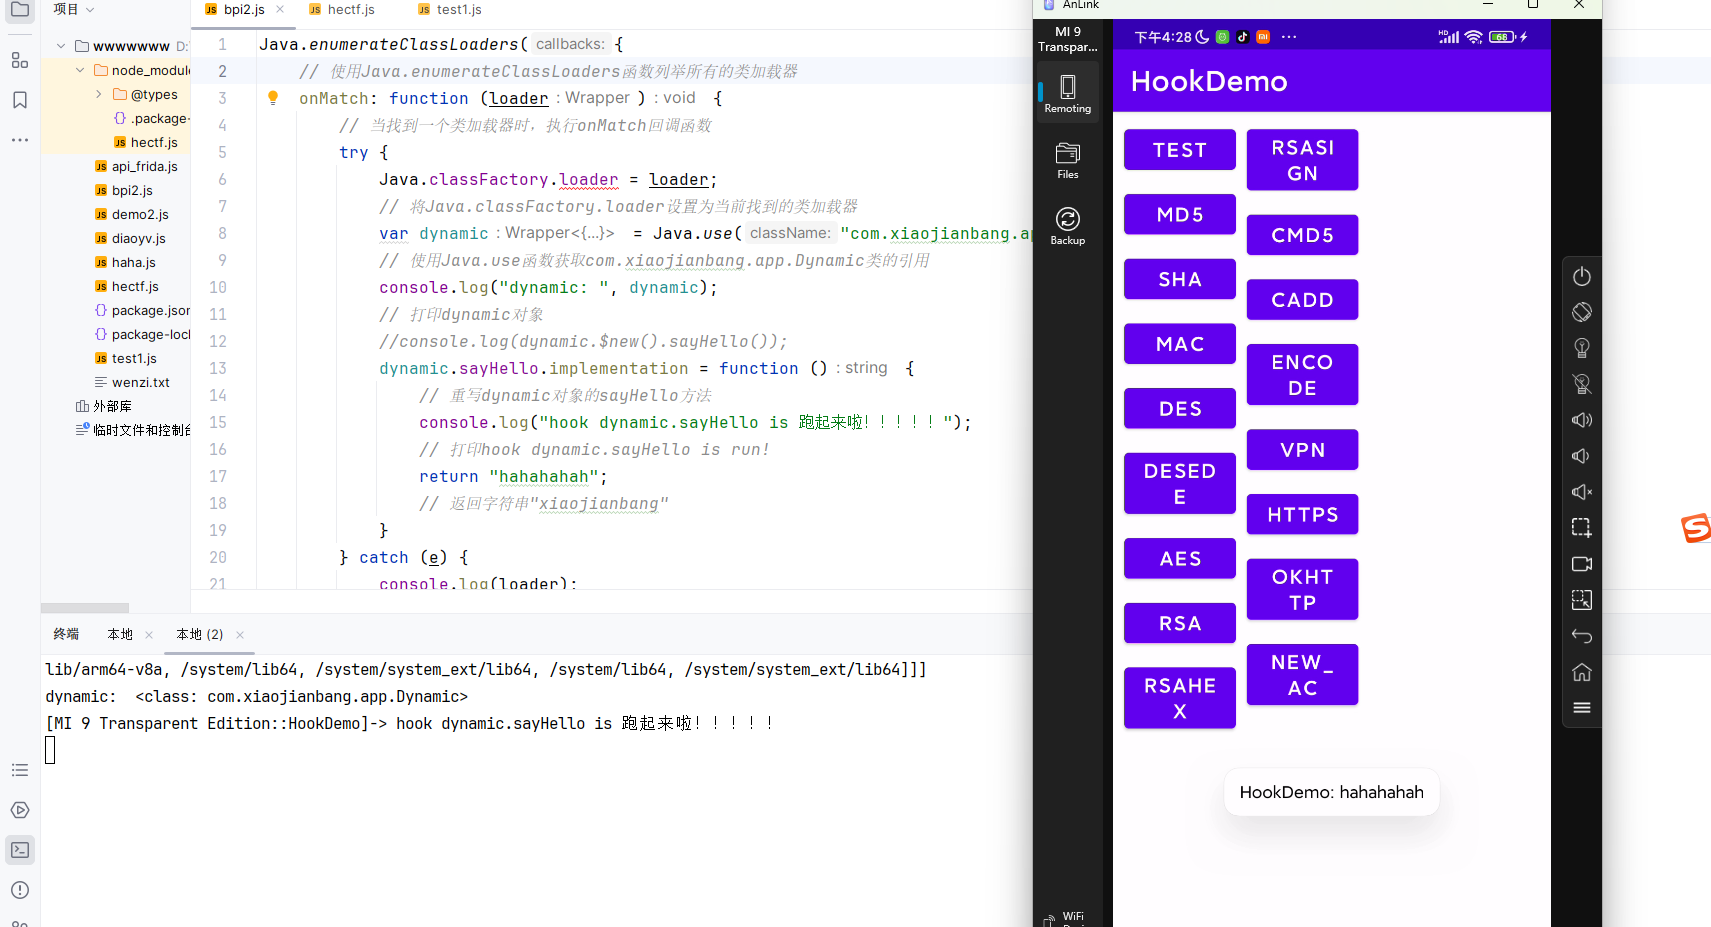 项目
wwwwwww D:
node_module
@types
.package-
hectf.js
api_frida.js
bpi2.js
demo2.js
diaoyv.js
haha.js
hectf.js
package.jsor
package-lock
test1.js
wenzi.txt
外部库
临时文件和控制台
bpi2.js
hectf.js
test1.js
1 Java.enumerateClassLoaders( callbacks: {
2 // 使用Java.enumerateClassLoaders函数列举所有的类加载器
3 onMatch: function (loader : Wrapper ) : void {
4 // 当找到一个类加载器时，执行onMatch回调函数
5 try {
6 Java.classFactory.loader = loader;
7 // 将Java.classFactory.loader设置为当前找到的类加载器
8 var dynamic : Wrapper<{...}> = Java.use( className: "com.xiaojianbang.ap
9 // 使用Java.use函数获取com.xiaojianbang.app.Dynamic类的引用
10 console.log("dynamic: ", dynamic);
11 // 打印dynamic对象
12 //console.log(dynamic.$new().sayHello());
13 dynamic.sayHello.implementation = function () : string {
14 // 重写dynamic对象的sayHello方法
15 console.log("hook dynamic.sayHello is 跑起来啦！！！！！");
16 // 打印hook dynamic.sayHello is run!
17 return "hahahahah";
18 // 返回字符串"xiaojianbang"
19 }
20 } catch (e) {
21 console.log(loader);
终端 本地 本地 (2)
lib/arm64-v8a, /system/lib64, /system/system_ext/lib64, /system/lib64, /system/system_ext/lib64]]]
dynamic: <class: com.xiaojianbang.app.Dynamic>
[MI 9 Transparent Edition::HookDemo]-> hook dynamic.sayHello is 跑起来啦！！！！！
AnLink
MI 9
Transpar...
Remoting
Files
Backup
WiFi
下午4:28 ··· HD 68
HookDemo
TEST
MD5
SHA
MAC
DES
DESED
E
AES
RSA
RSAHE
X
RSASI
GN
CMD5
CADD
ENCO
DE
VPN
HTTPS
OKHT
TP
NEW_
AC
HookDemo: hahahahah